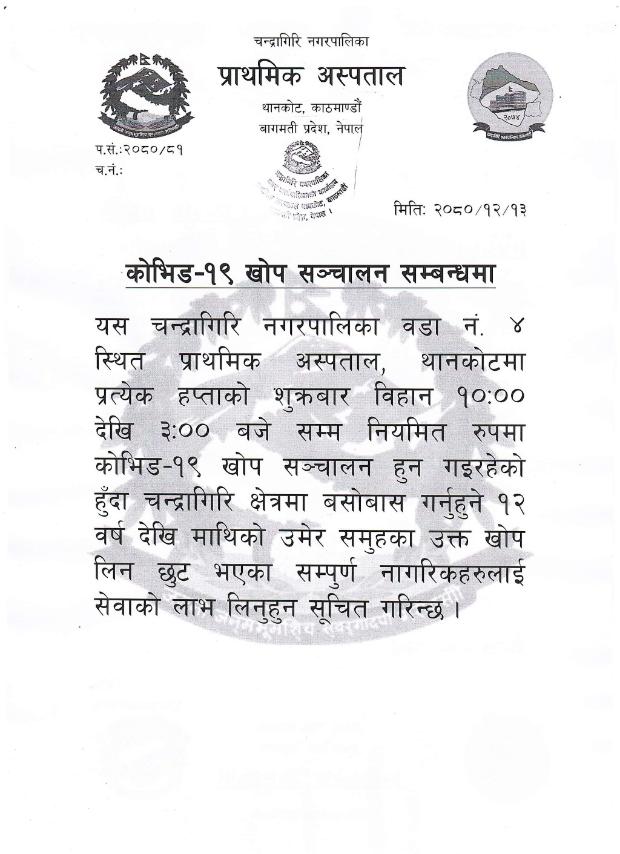 चन्द्रागिरि नगरपालिका
प्राथमिक अस्पताल
थानकोट, काठमाण्डौं
बागमती प्रदेश, नेपाल
प.सं.:२०८०/८१
च.नं.:
२०७४
चन्द्रागिरि नगरपालिका
मितिः २०८०/१२/१३
कोभिड-१९ खोप सञ्चालन सम्बन्धमा
यस चन्द्रागिरि नगरपालिका वडा नं. ४
स्थित प्राथमिक अस्पताल, थानकोटमा
प्रत्येक हप्ताको शुक्रबार विहान १०:००
देखि ३:०० बजे सम्म नियमित रुपमा
कोभिड-१९ खोप सञ्चालन हुन गइरहेको
हुँदा चन्द्रागिरि क्षेत्रमा बसोबास गर्नुहुने १२
वर्ष देखि माथिको उमेर समुहका उक्त खोप
लिन छुट भएका सम्पुर्ण नागरिकहरुलाई
सेवाको लाभ लिनुहुन सूचित गरिन्छ ।